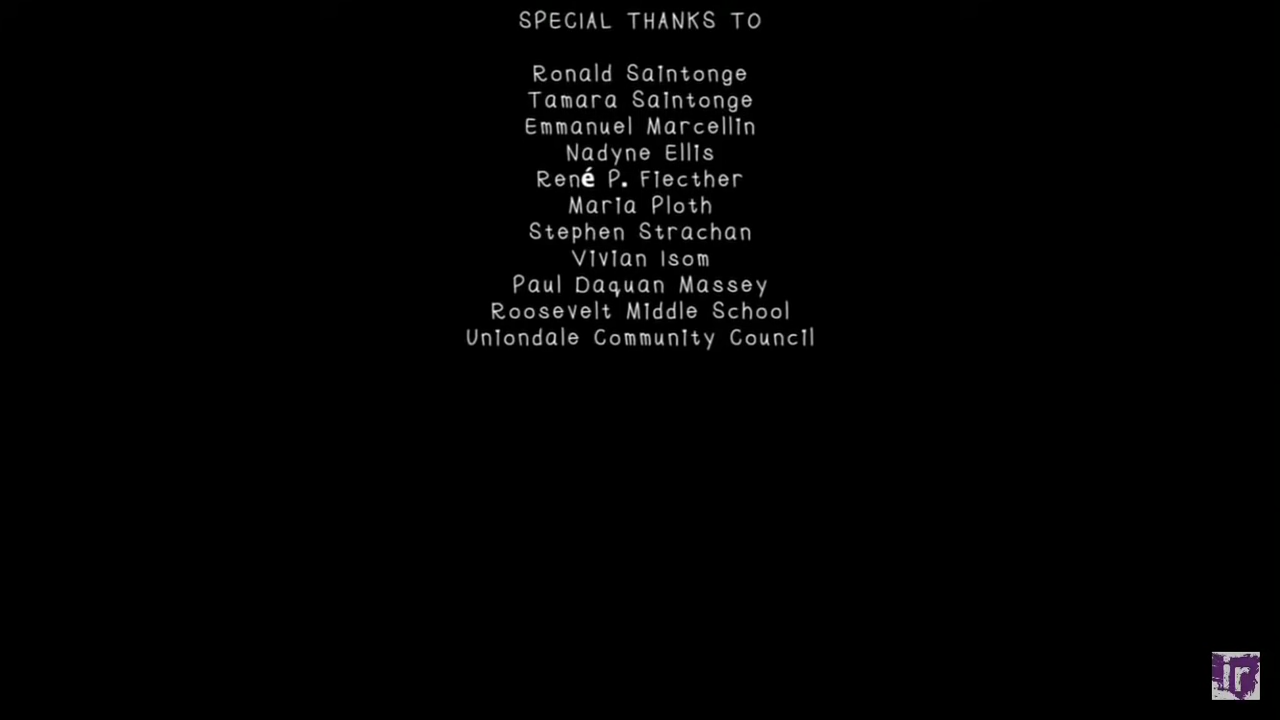 SPECIAL THANKS TO
Ronald Saintonge
Tamara Saintonge
Emmanuel Marcellin
Nadyne Ellis
René P. Flecther
Maria Ploth
Stephen Strachan
Vivian Isom
Paul Daquan Massey
Roosevelt Middle School
Uniondale Community Council
ir